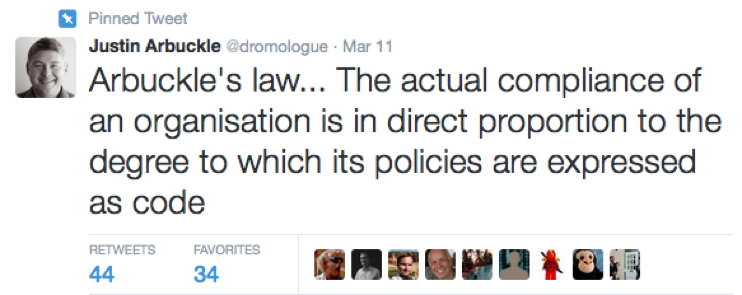 Pinned Tweet
Justin Arbuckle @dromologue · Mar 11
Arbuckle's law... The actual compliance of
an organisation is in direct proportion to the
degree to which its policies are expressed
as code
RETWEETS FAVORITES
44 34